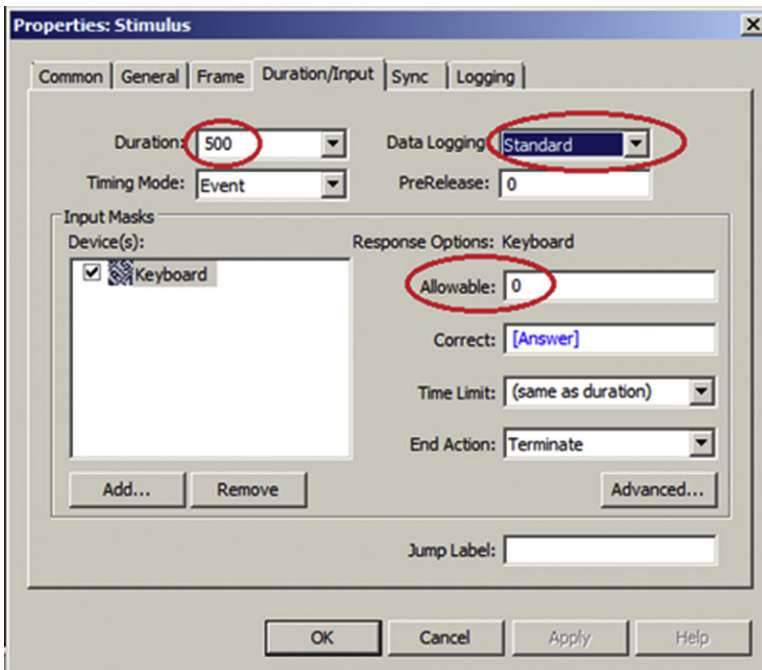 Properties: Stimulus
Common General Frame Duration/Input Sync Logging
Duration: 500 Data Logging Standard
Timing Mode: Event PreRelease: 0
Input Masks
Device(s): Response Options: Keyboard
Keyboard
Allowable: 0
Correct: [Answer]
Time Limit: (same as duration)
End Action: Terminate
Add... Remove Advanced...
Jump Label:
OK Cancel Apply Help